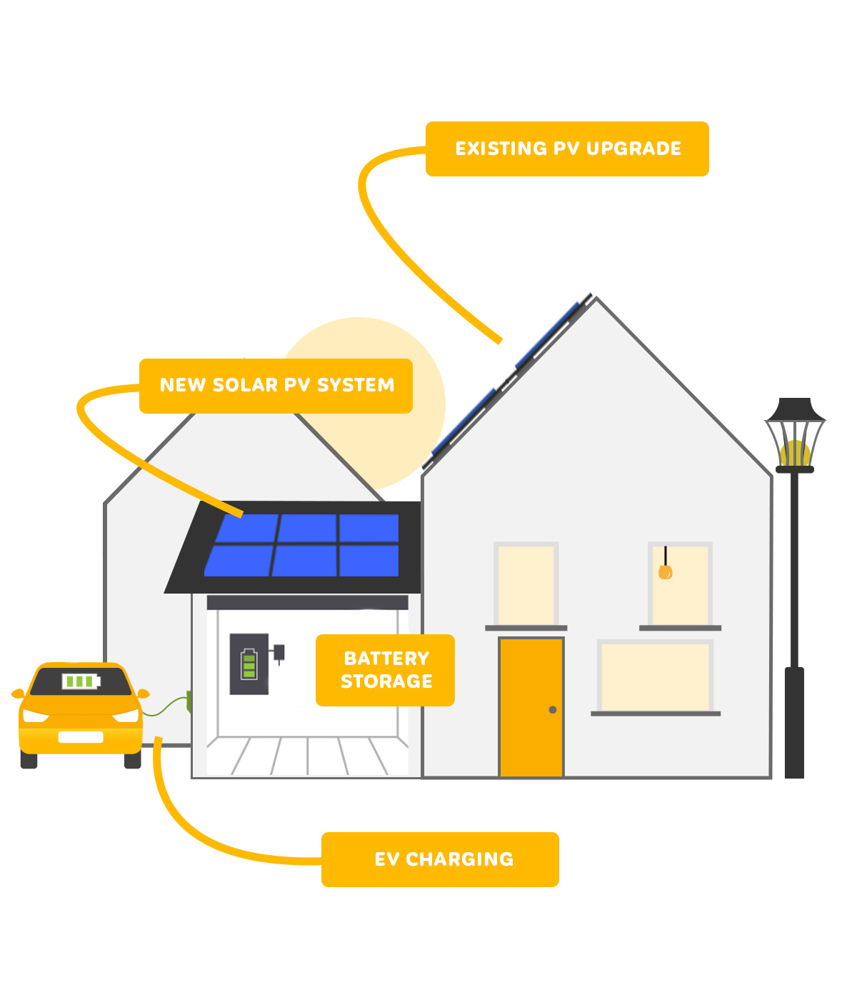 EXISTING PV UPGRADE
NEW SOLAR PV SYSTEM
BATTERY
STORAGE
EV CHARGING